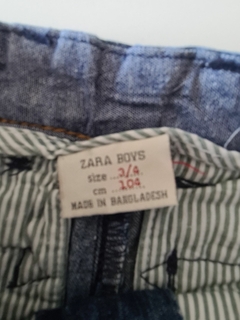 ZARA BOYS
size ...3/4...
cm ...104...
MADE IN BANGLADESH